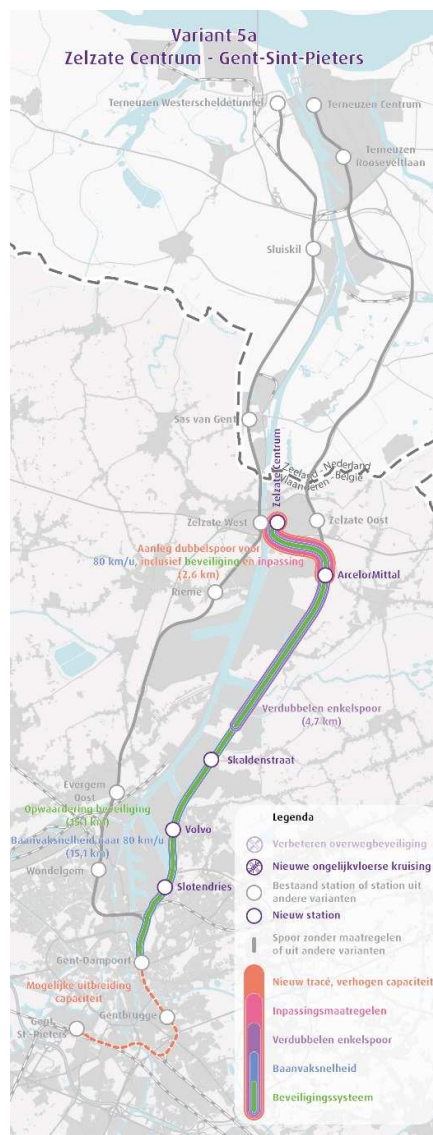 Variant 5a
Zelzate Centrum - Gent-Sint-Pieters
Terneuzen Westerscheldetunnel
Terneuzen Centrum
Terneuzen
Rooseveltlaan
Sluiskil
Sas van Gent
Zelzate Centrum
Zeeland - Nederland
Vlaanderen - België
Zelzate West
Zelzate Oost
Aanleg dubbelspoor voor
80 km/u, inclusief beveiliging en inpassing
(2,6 km)
ArcelorMittal
Rieme
Verdubbelen enkelspoor
(4,7 km)
Skaldenstraat
Evergem
Oost
Opwaardering beveiliging
Volvo
Baanvaksnelheid naar 80 km/u
(15,1 km)
Wondelgem
Slotendries
Gent-Dampoort
Mogelijke uitbreiding
capaciteit
Gentbrugge
Gent
St.-Pieters
Legenda
Verbeteren overwegbeveiliging
Nieuwe ongelijkvloerse kruising
Bestaand station of station uit
andere varianten
Nieuw station
Spoor zonder maatregelen
of uit andere varianten
Nieuw tracé, verhogen capaciteit
Inpassingsmaatregelen
Verdubbelen enkelspoor
Baanvaksnelheid
Beveiligingssysteem